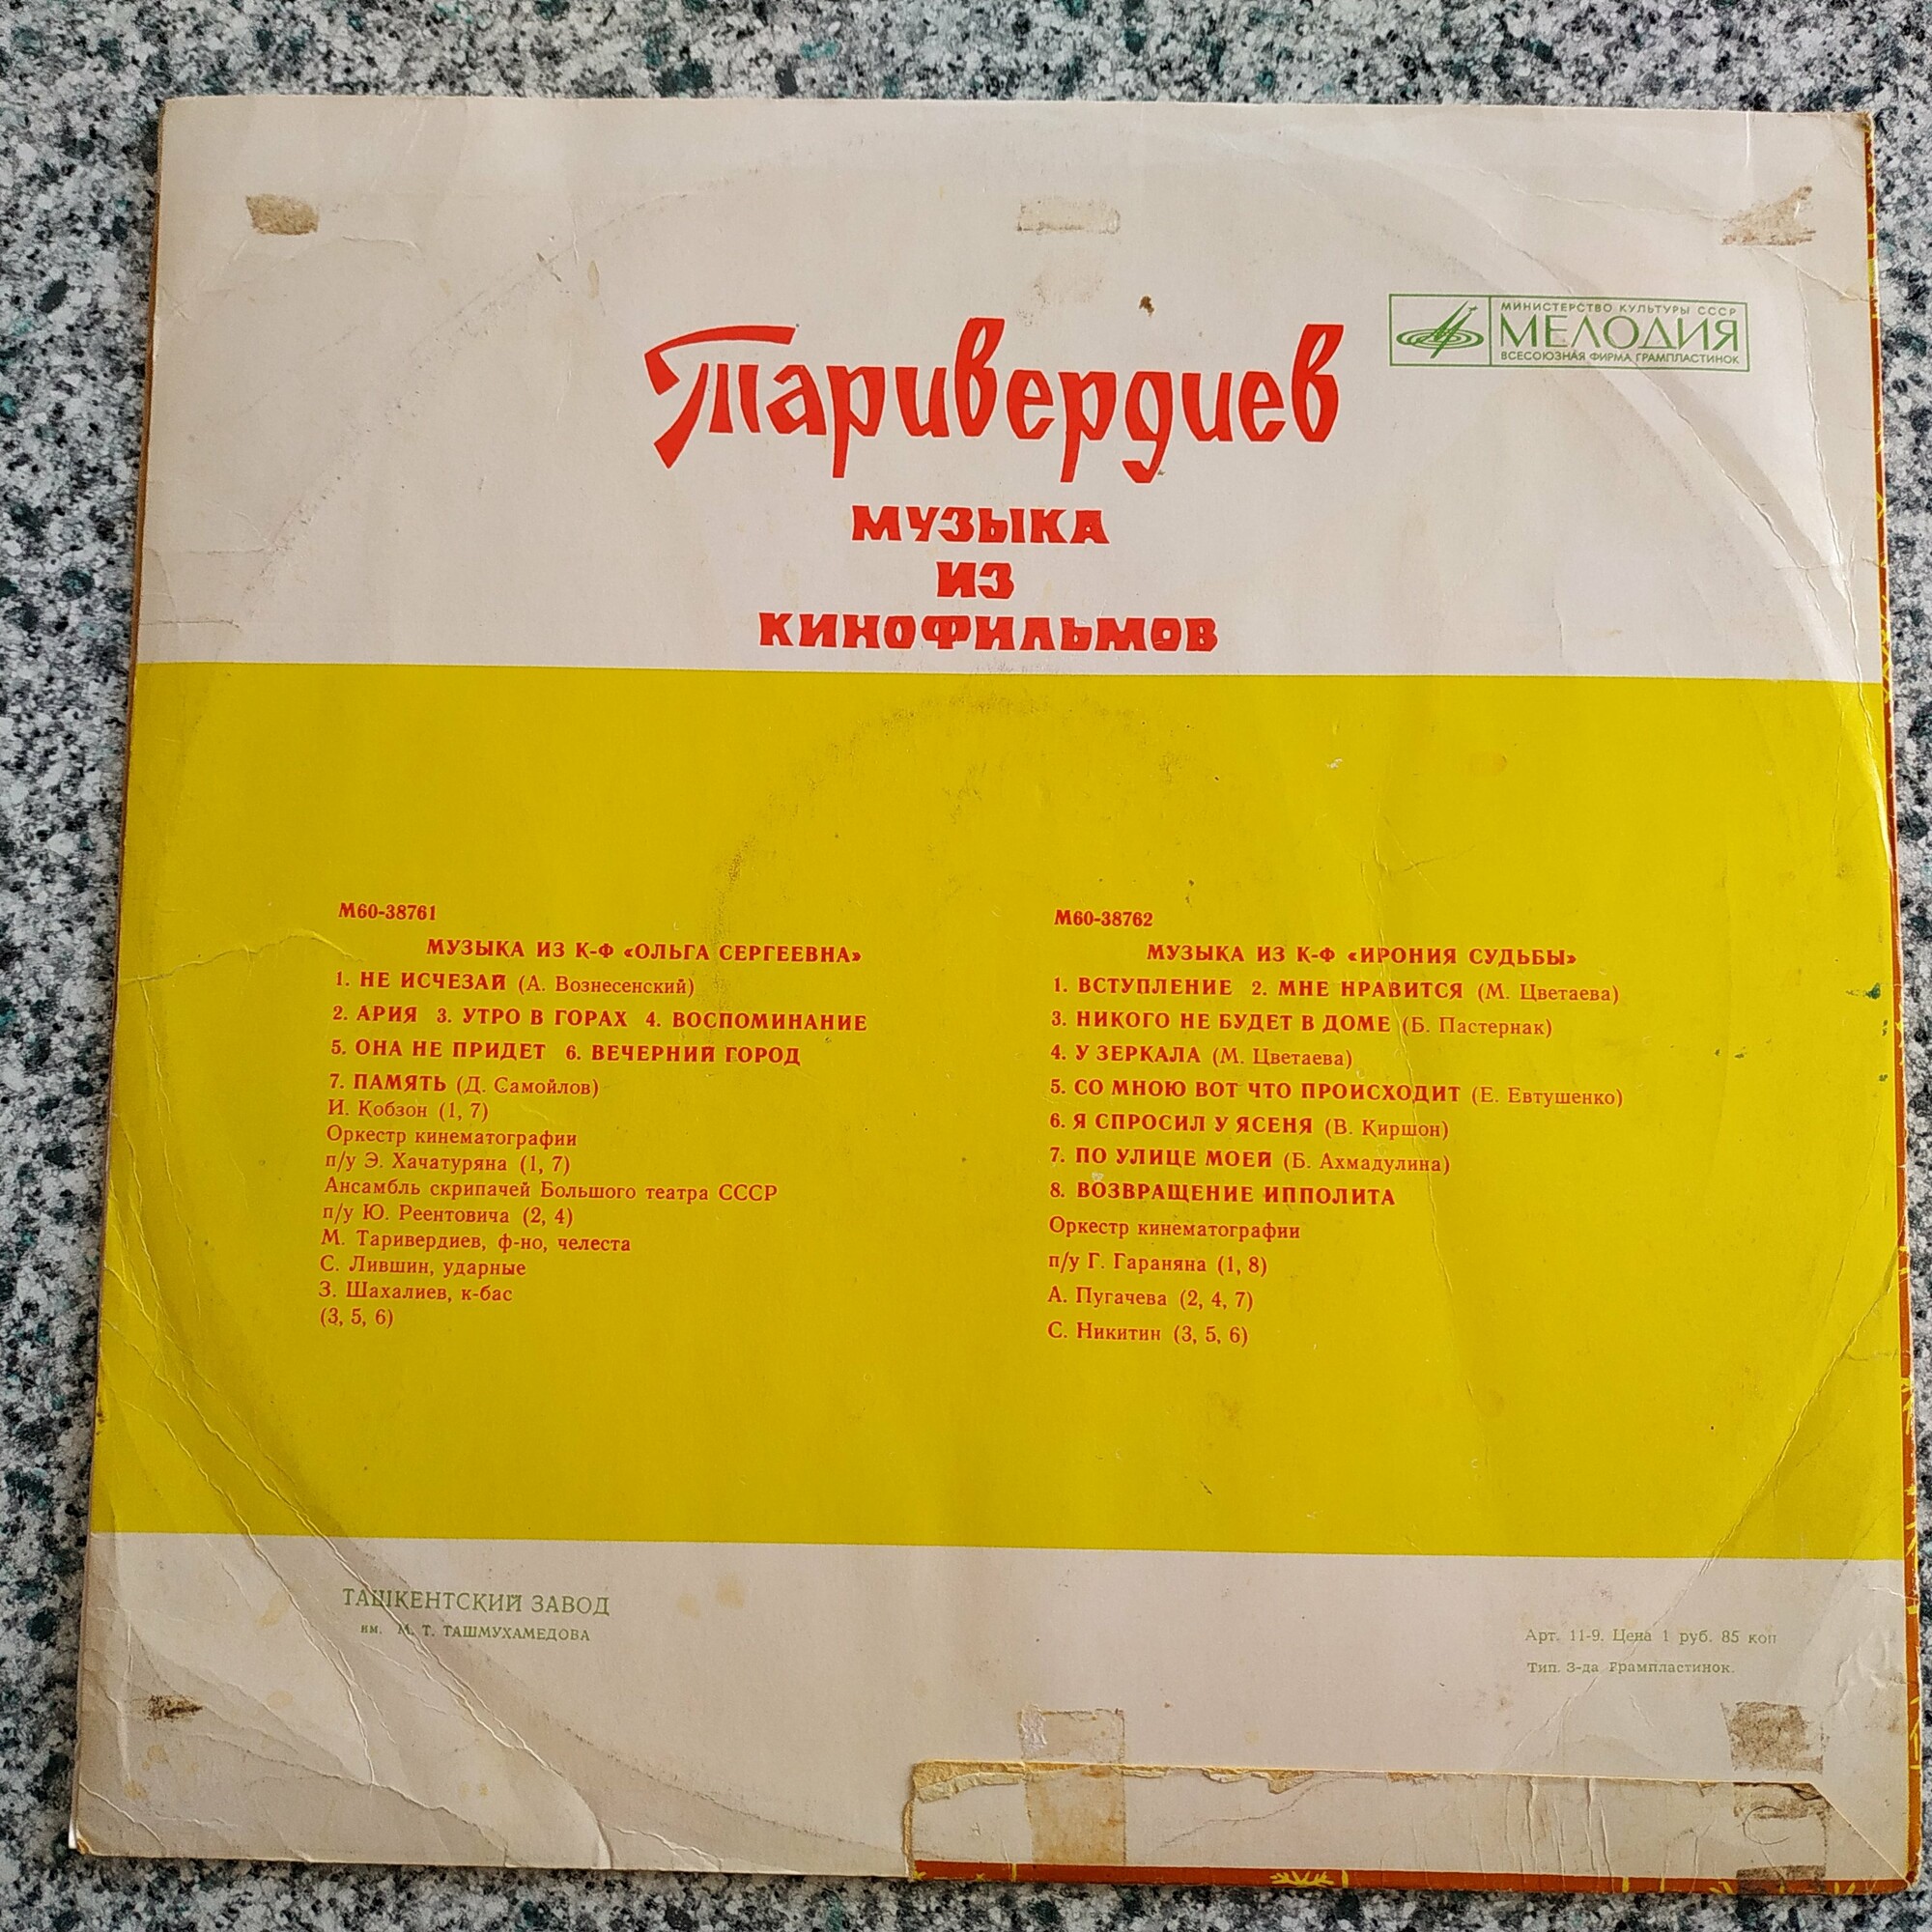 МИНИСТЕРСТВО КУЛЬТУРЫ СССР
МЕЛОДИЯ
ВСЕСОЮЗНАЯ ФИРМА ГРАМПЛАСТИНОК
Таривердиев
МУЗЫКА
ИЗ
КИНОФИЛЬМОВ
М60-38761
МУЗЫКА ИЗ К-Ф «ОЛЬГА СЕРГЕЕВНА»
1. НЕ ИСЧЕЗАЙ (А. Вознесенский)
2. АРИЯ 3. УТРО В ГОРАХ 4. ВОСПОМИНАНИЕ
5. ОНА НЕ ПРИДЕТ 6. ВЕЧЕРНИЙ ГОРОД
7. ПАМЯТЬ (Д. Самойлов)
И. Кобзон (1, 7)
Оркестр кинематографии
п/у Э. Хачатуряна (1, 7)
Ансамбль скрипачей Большого театра СССР
п/у Ю. Реентовича (2, 4)
М. Таривердиев, ф-но, челеста
С. Лившин, ударные
З. Шахалиев, к-бас
(3, 5, 6)
М60-38762
МУЗЫКА ИЗ К-Ф «ИРОНИЯ СУДЬБЫ»
1. ВСТУПЛЕНИЕ 2. МНЕ НРАВИТСЯ (М. Цветаева)
3. НИКОГО НЕ БУДЕТ В ДОМЕ (Б. Пастернак)
4. У ЗЕРКАЛА (М. Цветаева)
5. СО МНОЮ ВОТ ЧТО ПРОИСХОДИТ (Е. Евтушенко)
6. Я СПРОСИЛ У ЯСЕНЯ (В. Киршон)
7. ПО УЛИЦЕ МОЕЙ (Б. Ахмадулина)
8. ВОЗВРАЩЕНИЕ ИППОЛИТА
Оркестр кинематографии
п/у Г. Гараняна (1, 8)
А. Пугачева (2, 4, 7)
С. Никитин (3, 5, 6)
ТАШКЕНТСКИЙ ЗАВОД
им. М. Т. ТАШМУХАМЕДОВА
Арт. 11-9. Цена 1 руб. 85 коп
Тип. З-да Грампластинок.